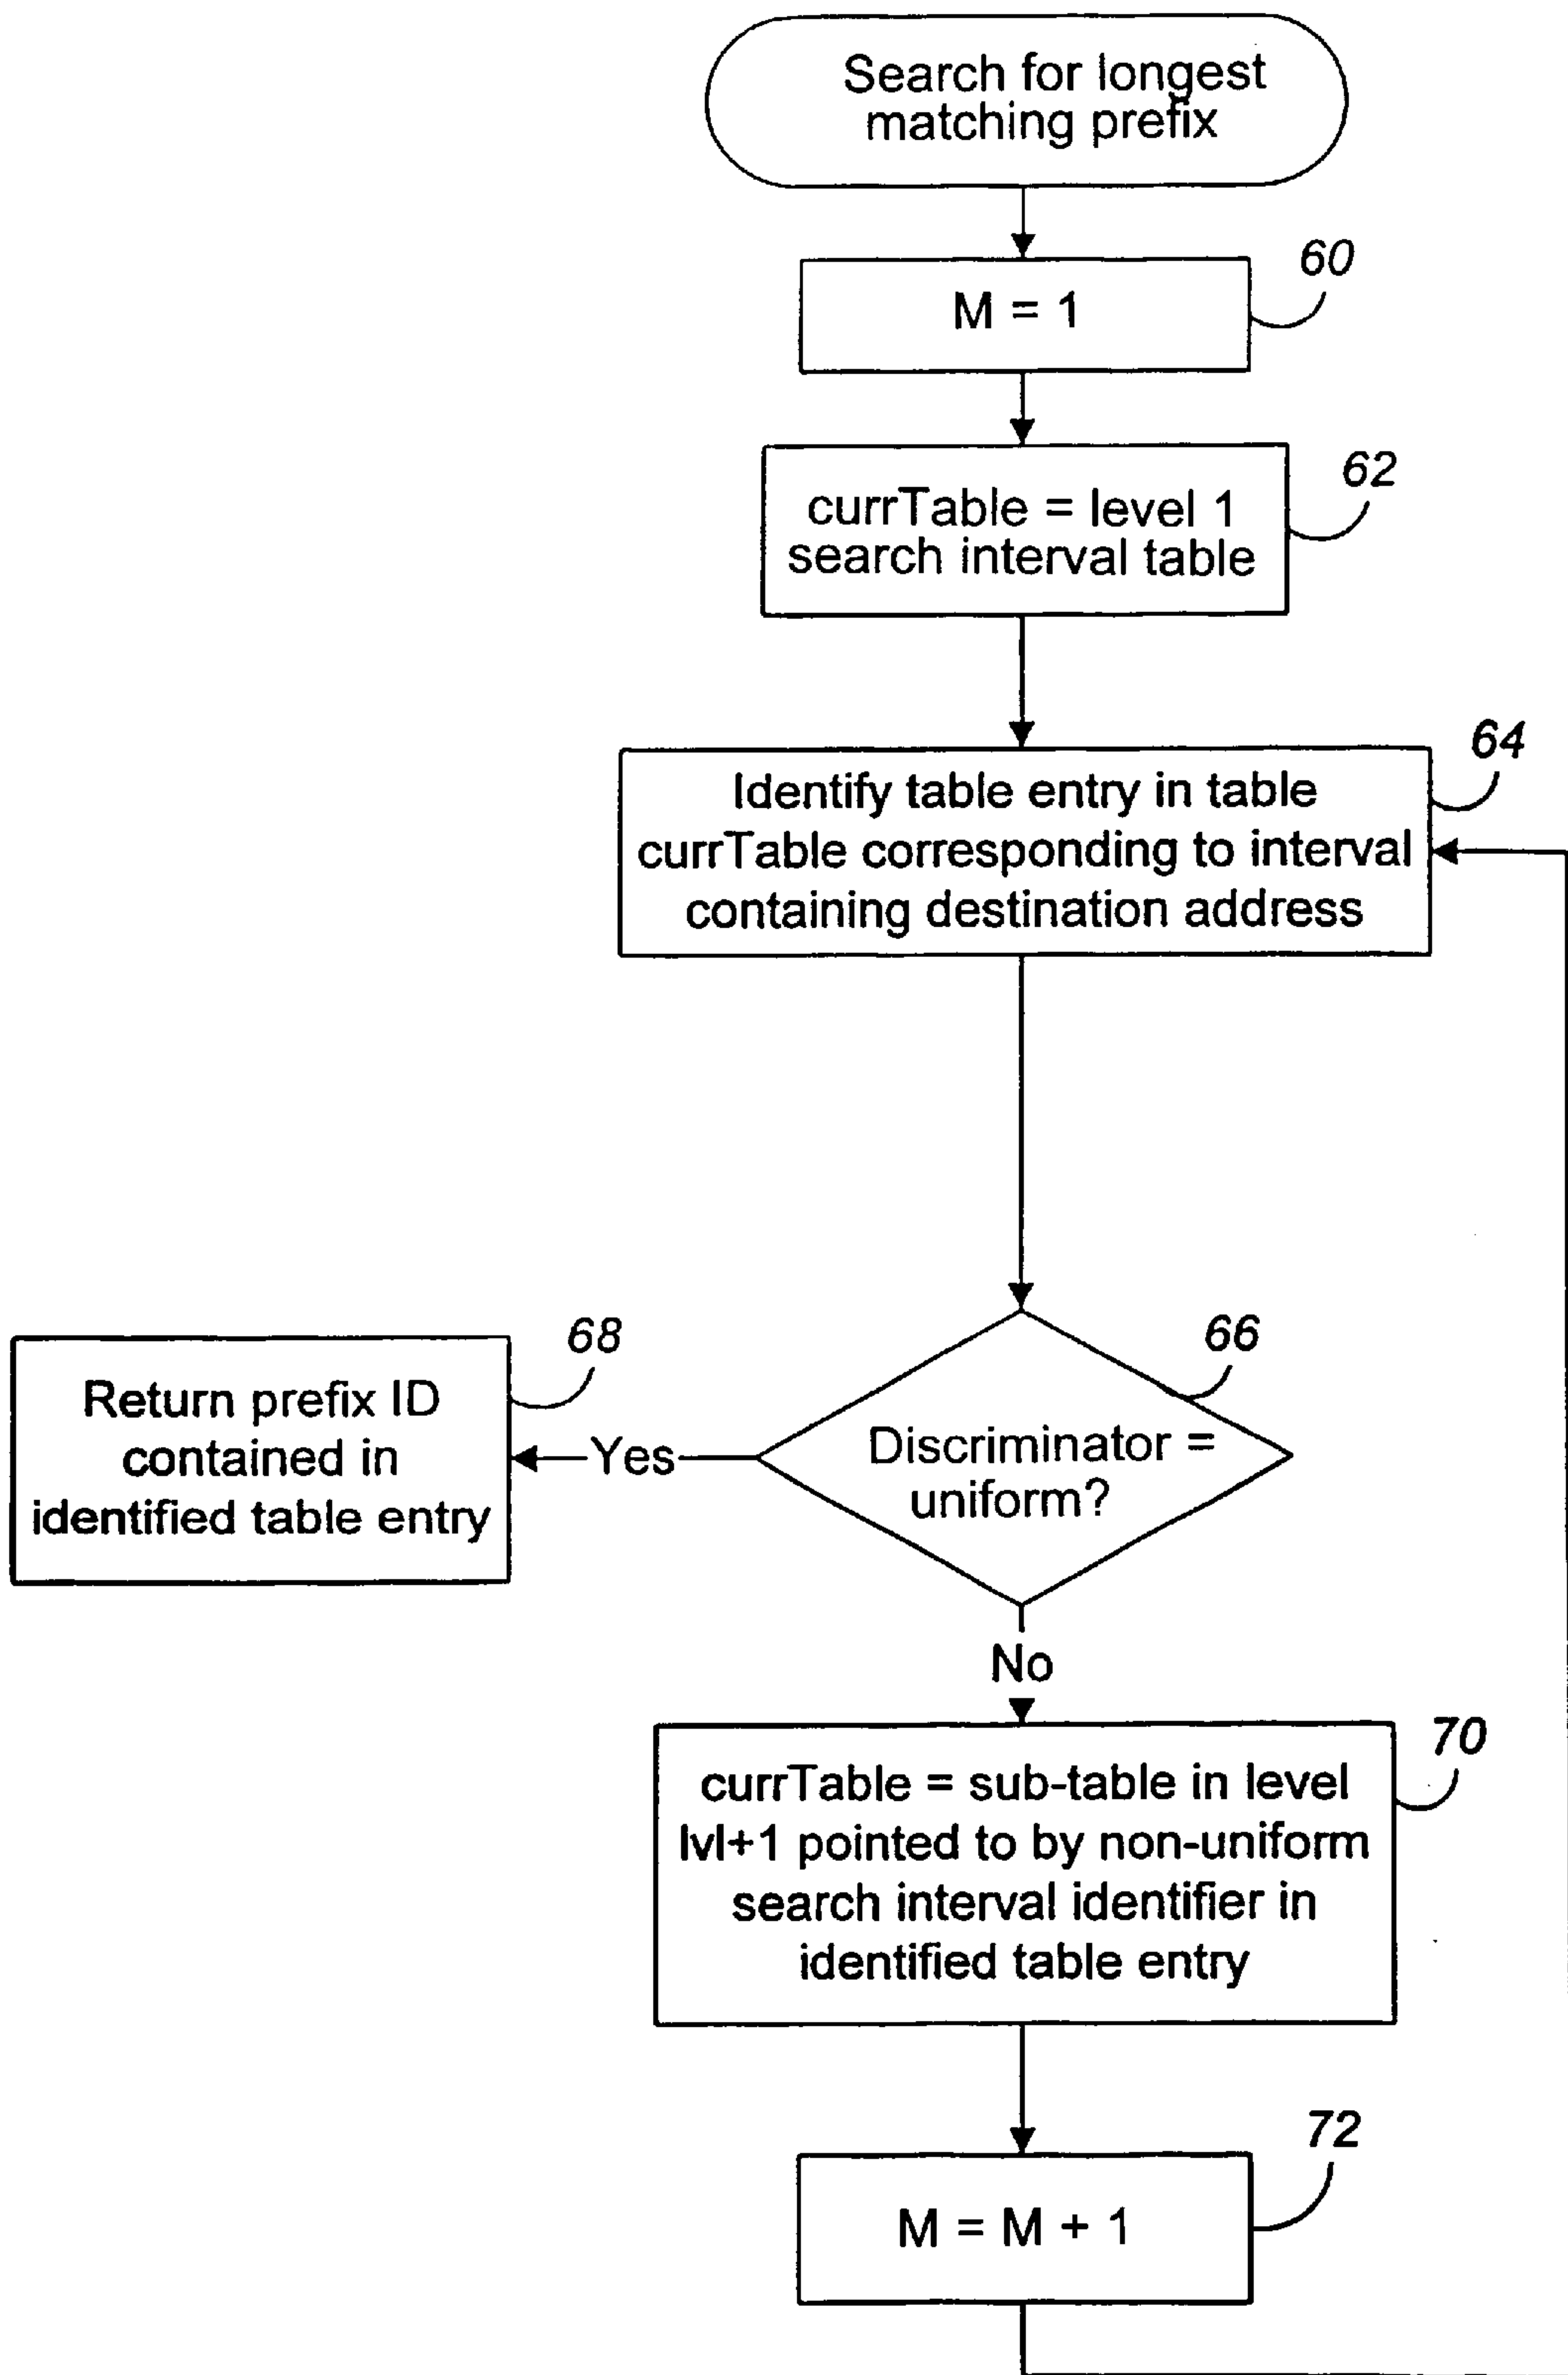 Search for longest
matching prefix
60
M = 1
62
currTable = level 1
search interval table
64
Identify table entry in table
currTable corresponding to interval
containing destination address
66
Discriminator =
uniform?
Yes
68
Return prefix ID
contained in
identified table entry
No
70
currTable = sub-table in level
lvl+1 pointed to by non-uniform
search interval identifier in
identified table entry
72
M = M + 1